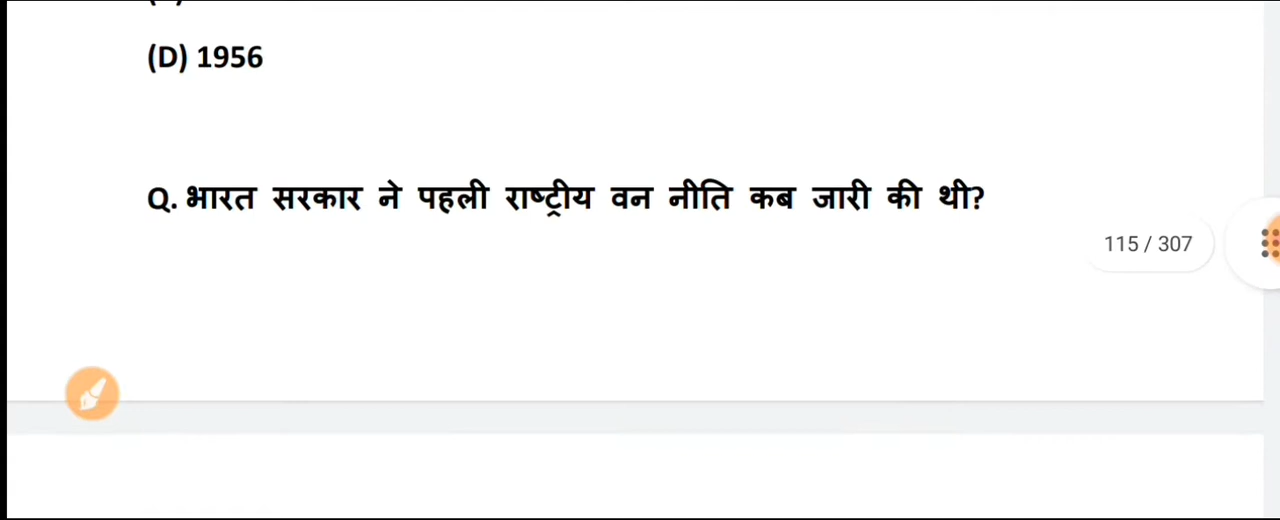 (D) 1956
Q. भारत सरकार ने पहली राष्ट्रीय वन नीति कब जारी की थी?
115 / 307